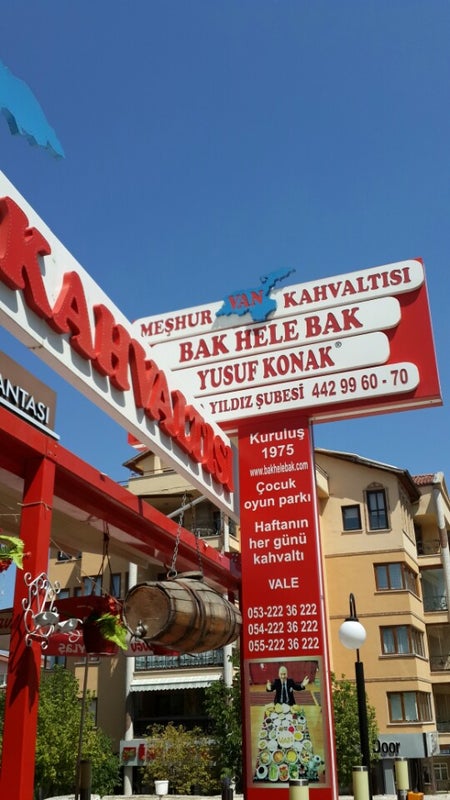 KAHVALTISI
MEŞHUR VAN KAHVALTISI
BAK HELE BAK
YUSUF KONAK®
YILDIZ ŞUBESİ 442 99 60 - 70
Kuruluş
1975
www.bakhelebak.com
Çocuk
oyun parkı
Haftanın
her günü
kahvaltı
VALE
053-222 36 222
054-222 36 222
055-222 36 222
ANTASI
Door